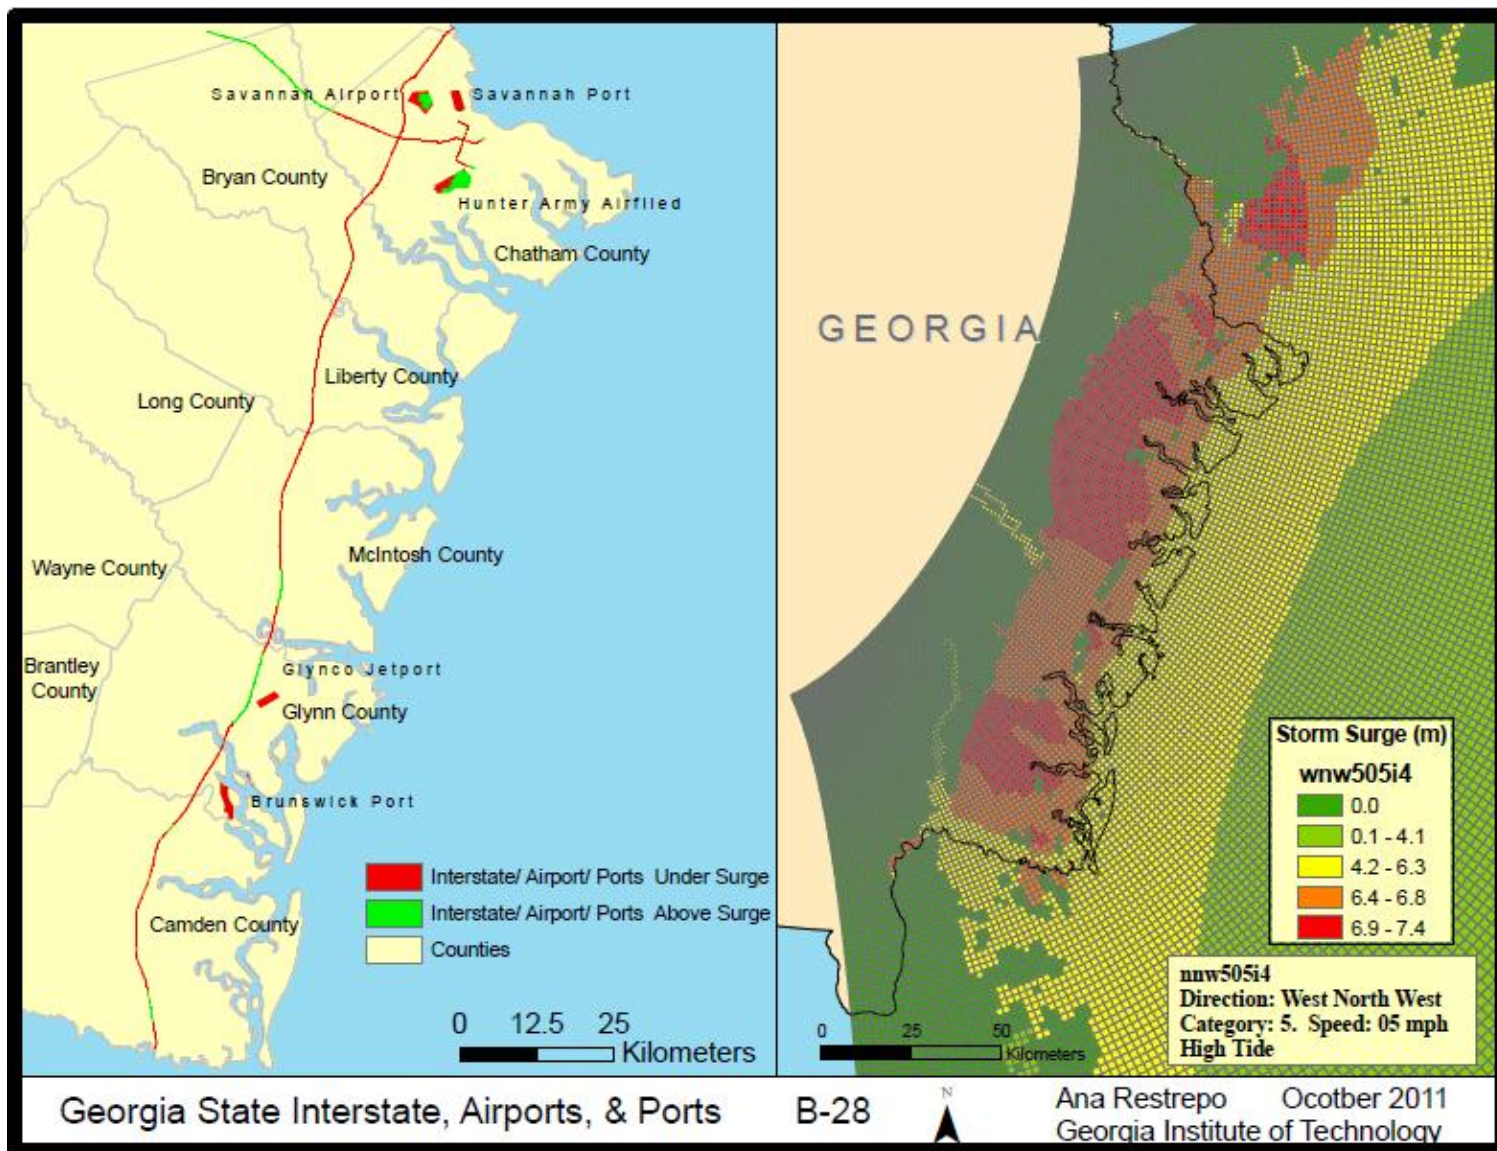 Savannah Airport
Savannah Port
Bryan County
Hunter Army Airfiled
Chatham County
Liberty County
Long County
McIntosh County
Wayne County
Brantley
County
Glynco Jetport
Glynn County
Brunswick Port
Camden County
Interstate/ Airport/ Ports Under Surge
Interstate/ Airport/ Ports Above Surge
Counties
0 12.5 25
Kilometers
GEORGIA
Storm Surge (m)
wnw505i4
0.0
0.1 - 4.1
4.2 - 6.3
6.4 - 6.8
6.9 - 7.4
nnw505i4
Direction: West North West
Category: 5. Speed: 05 mph
High Tide
0 25 50
Kilometers
Georgia State Interstate, Airports, & Ports B-28
N
Ana Restrepo Ocotber 2011
Georgia Institute of Technology